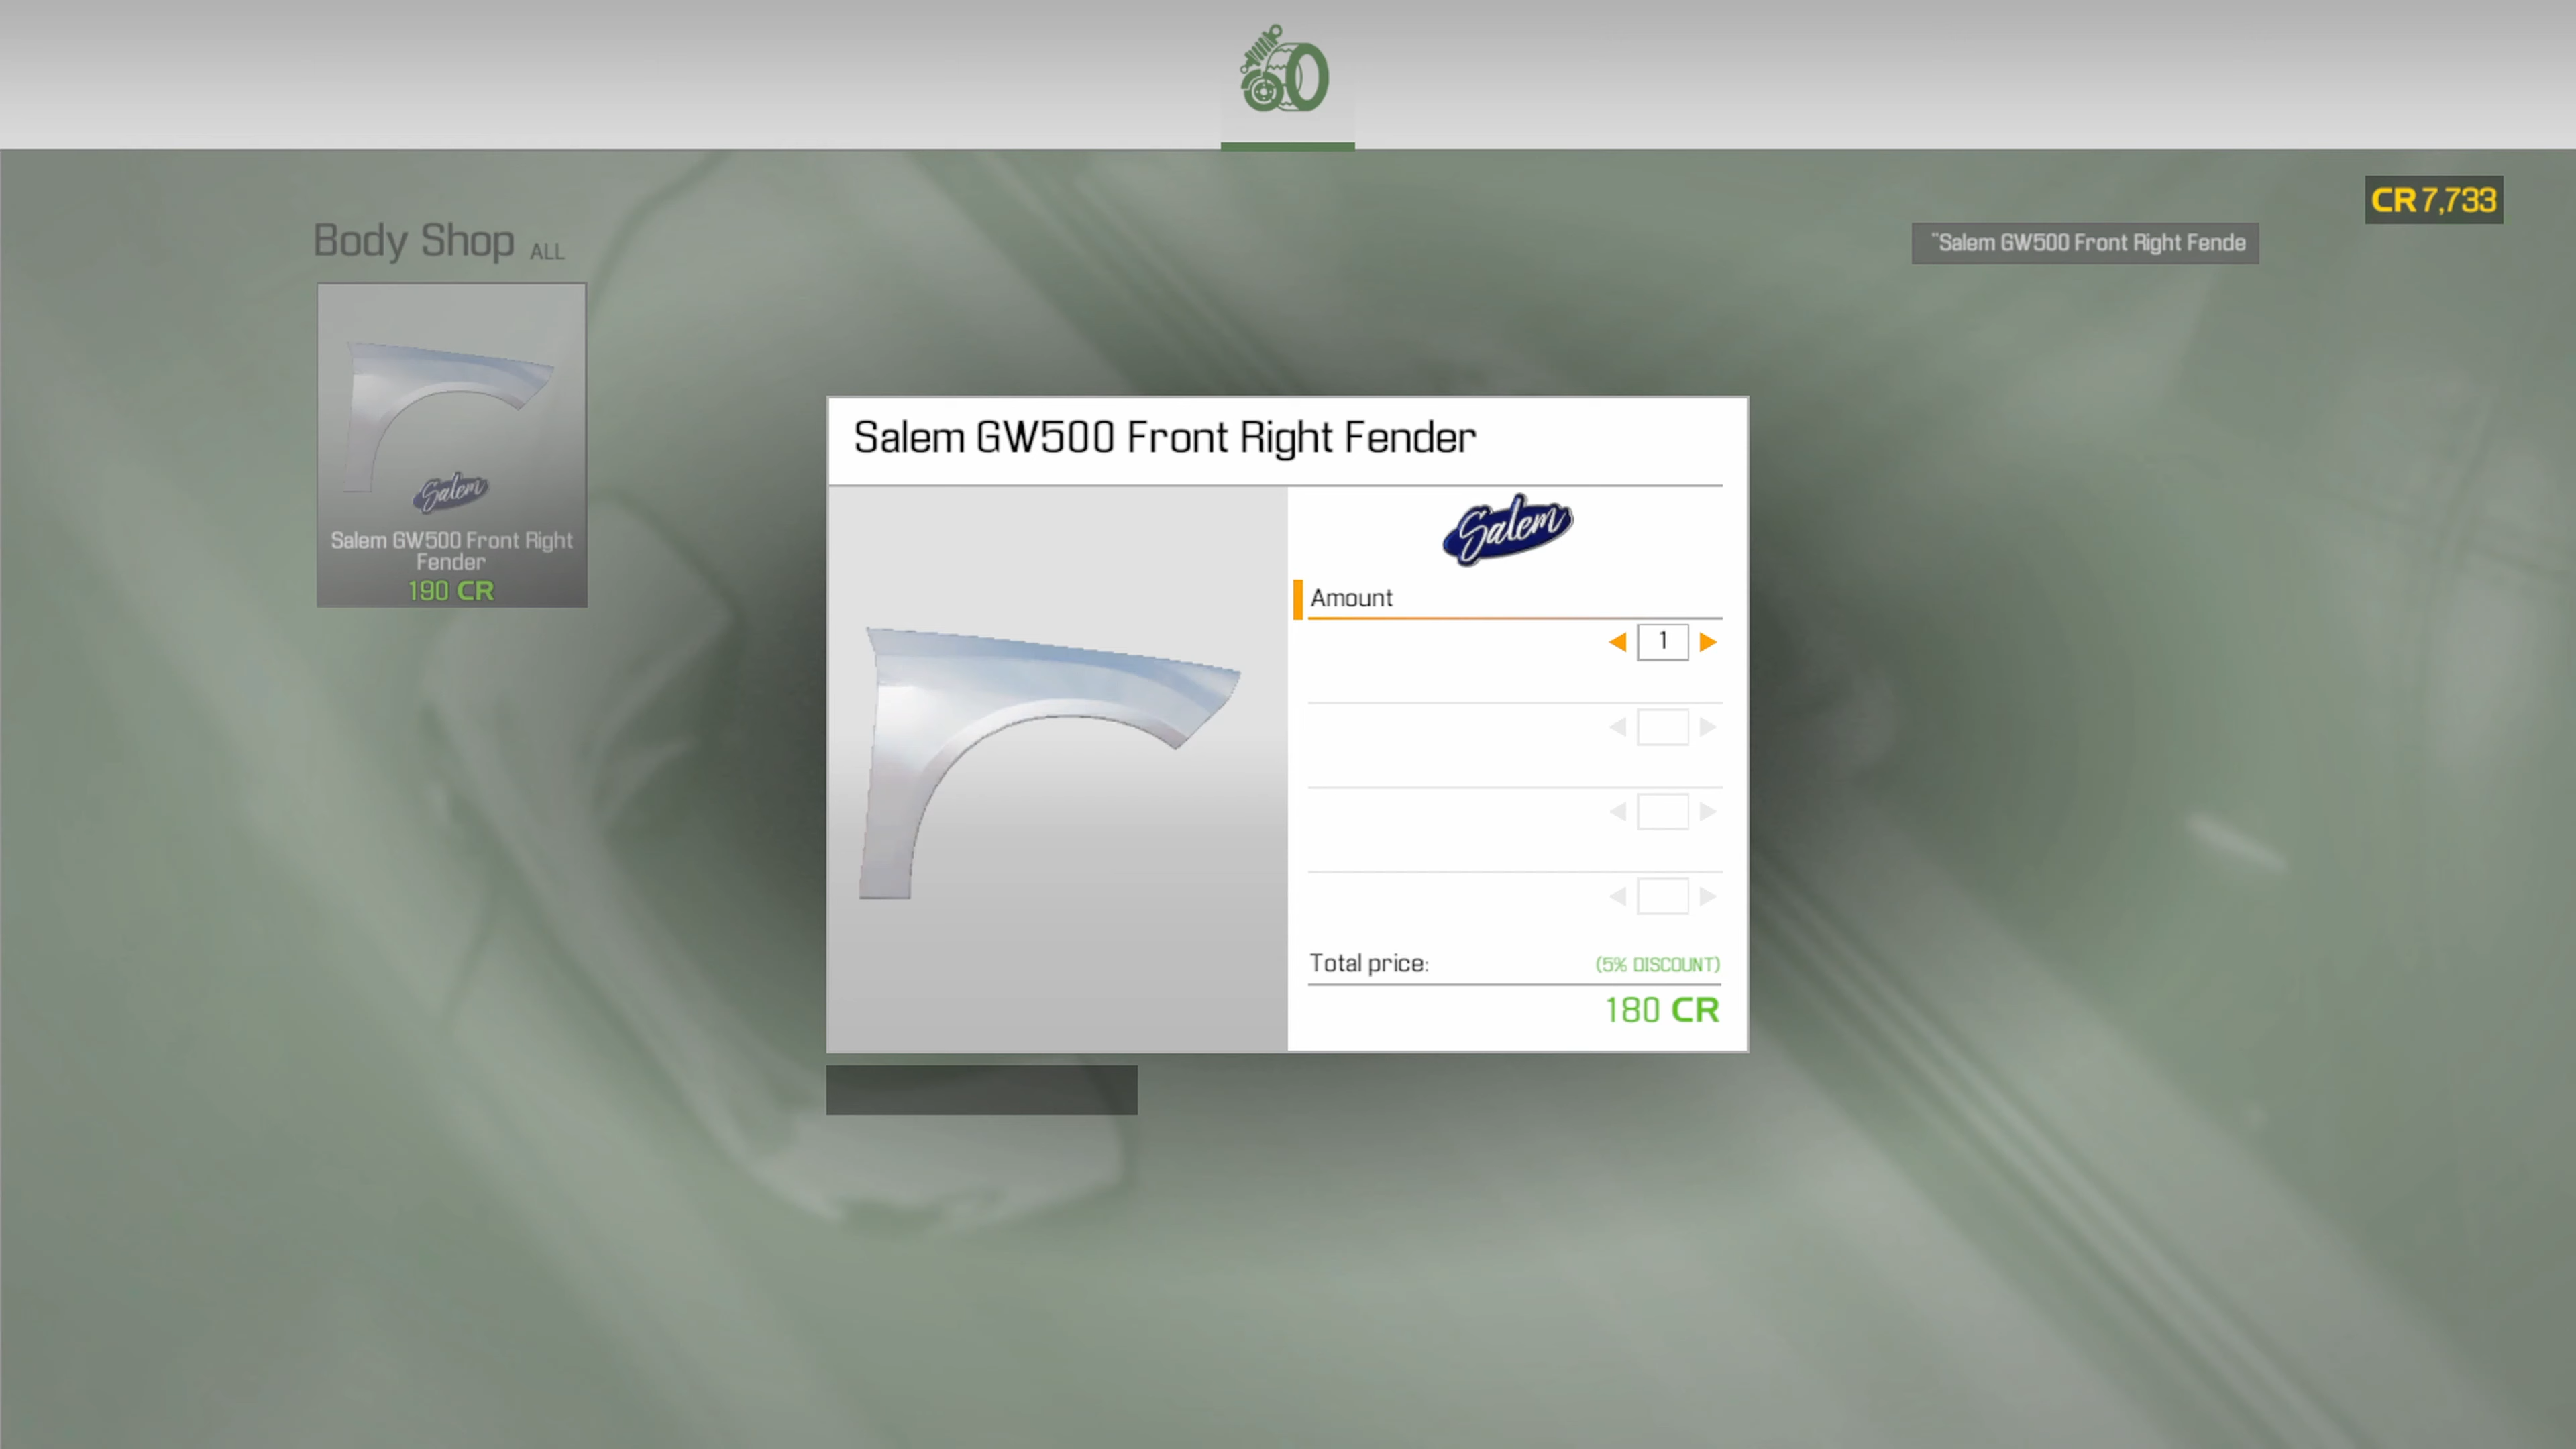 CR 7,733
Body Shop ALL
"Salem GW500 Front Right Fende
Salem
Salem GW500 Front Right
Fender
190 CR
Salem GW500 Front Right Fender
Salem
Amount
1
Total price:
(5% DISCOUNT)
180 CR